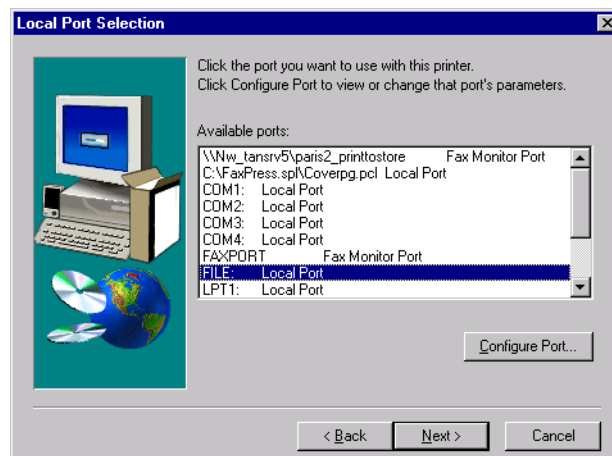 Local Port Selection
Click the port you want to use with this printer.
Click Configure Port to view or change that port's parameters.
Available ports:
\\Nw_tansrv5\paris2_printtostore Fax Monitor Port
C:\FaxPress.spl\Coverpg.pcl Local Port
COM1: Local Port
COM2: Local Port
COM3: Local Port
COM4: Local Port
FAXPORT Fax Monitor Port
FILE: Local Port
LPT1: Local Port
Configure Port...
< Back Next > Cancel